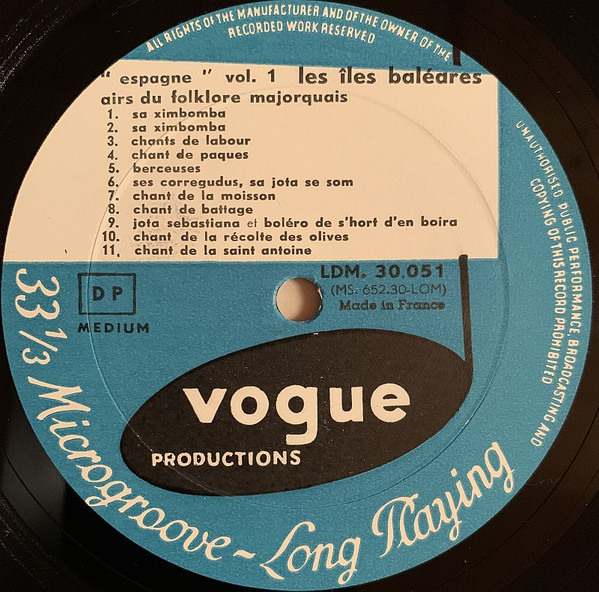 ALL RIGHTS OF THE MANUFACTURER AND OF THE OWNER OF THE
RECORDED WORK RESERVED
" espagne " vol. 1 les îles baléares
airs du folklore majorquais
1. sa ximbomba
2. sa ximbomba
3. chants de labour
4. chant de paques
5. berceuses
6. ses corregudus, sa jota se som
7. chant de la moisson
8. chant de battage
9. jota sebastiana et boléro de s'hort d'en boira
10. chant de la récolte des olives
11. chant de la saint antoine
UNAUTHORISED PUBLIC PERFORMANCE, BROADCASTING AND
COPYING OF THIS RECORD PROHIBITED
DP
MEDIUM
LDM. 30.051
(MS. 652.30-LOM)
Made in France
vogue
PRODUCTIONS
33 1/3 Microgroove - Long Playing